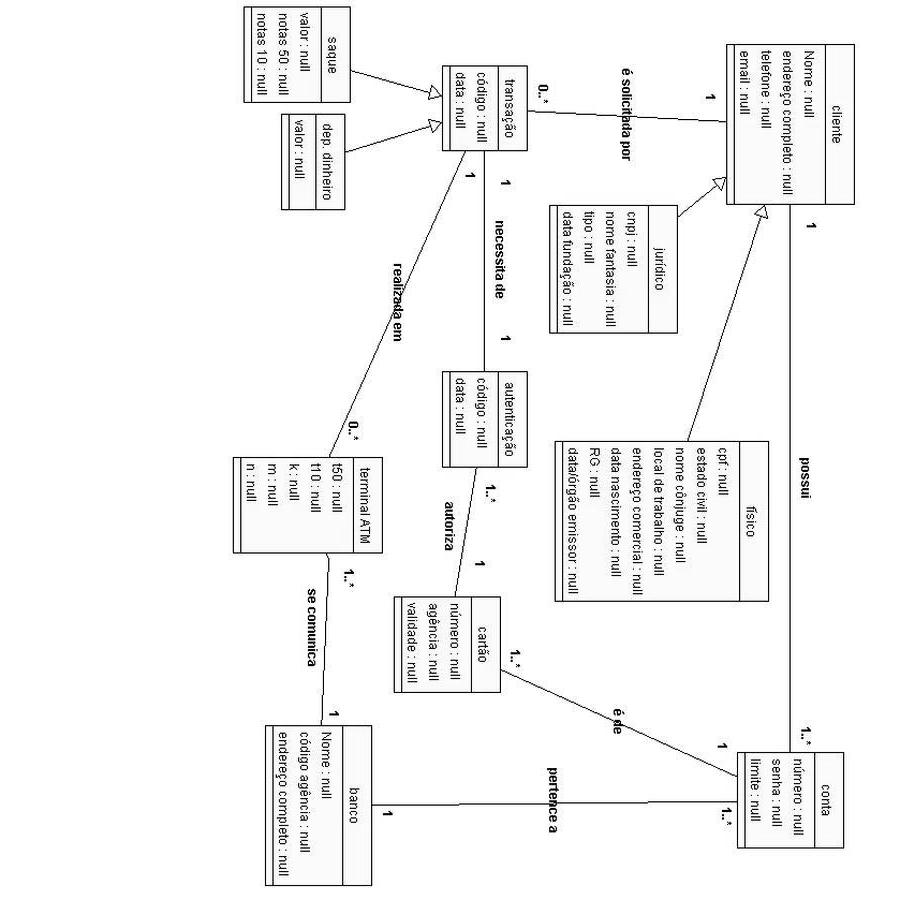 cliente
Nome : null
endereço completo : null
telefone : null
email : null
1
possui
1..*
conta
número : null
senha : null
limite : null
1
é solicitada por
0..*
jurídico
cnpj : null
nome fantasia : null
tipo : null
data fundação : null
físico
cpf : null
estado civil : null
nome cônjuge : null
local de trabalho : null
endereço comercial : null
data nascimento : null
RG : null
data/órgão emissor : null
1
é de
1..*
1..*
pertence a
1
transação
código : null
data : null
1
necessita de
1
autenticação
código : null
data : null
1..*
autoriza
1
cartão
número : null
agência : null
validade : null
saque
valor : null
notas 50 : null
notas 10 : null
dep. dinheiro
valor : null
1
realizada em
0..*
terminal ATM
t50 : null
t10 : null
k : null
m : null
n : null
1..*
se comunica
1
banco
Nome : null
código agência : null
endereço completo : null